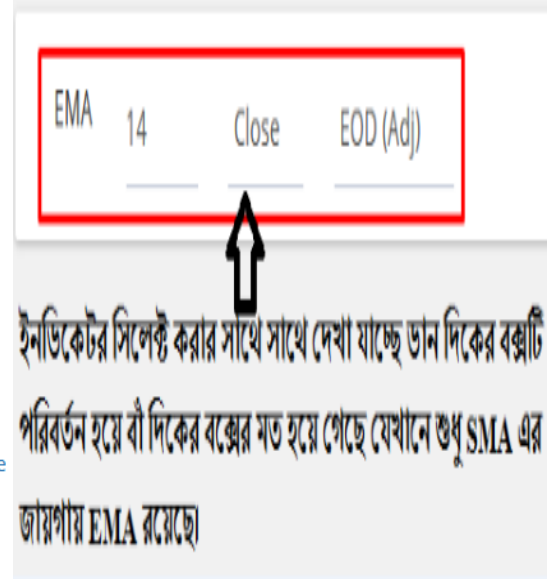 EMA 14 Close EOD (Adj)
ইনডিকেটর সিলেক্ট করার সাথে সাথে দেখা যাচ্ছে ডান দিকের বক্সটি
পরিবর্তন হয়ে বাঁ দিকের বক্সের মত হয়ে গেছে যেখানে শুধু SMA এর
e
জায়গায় EMA রয়েছে।